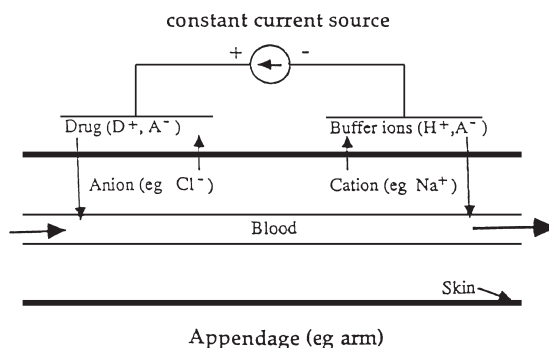 constant current source
+ -
Drug (D+, A-) Buffer ions (H+,A-)
Anion (eg Cl-) Cation (eg Na+)
Blood
Skin
Appendage (eg arm)